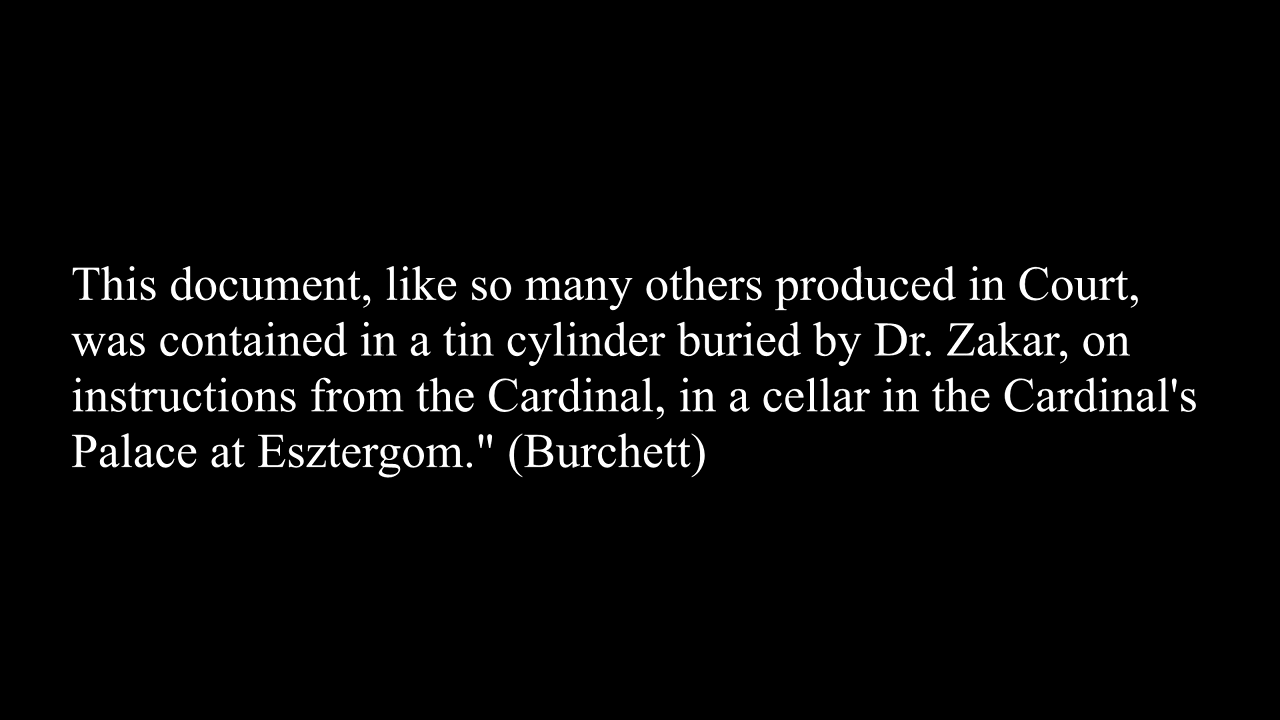 This document, like so many others produced in Court,
was contained in a tin cylinder buried by Dr. Zakar, on
instructions from the Cardinal, in a cellar in the Cardinal's
Palace at Esztergom." (Burchett)